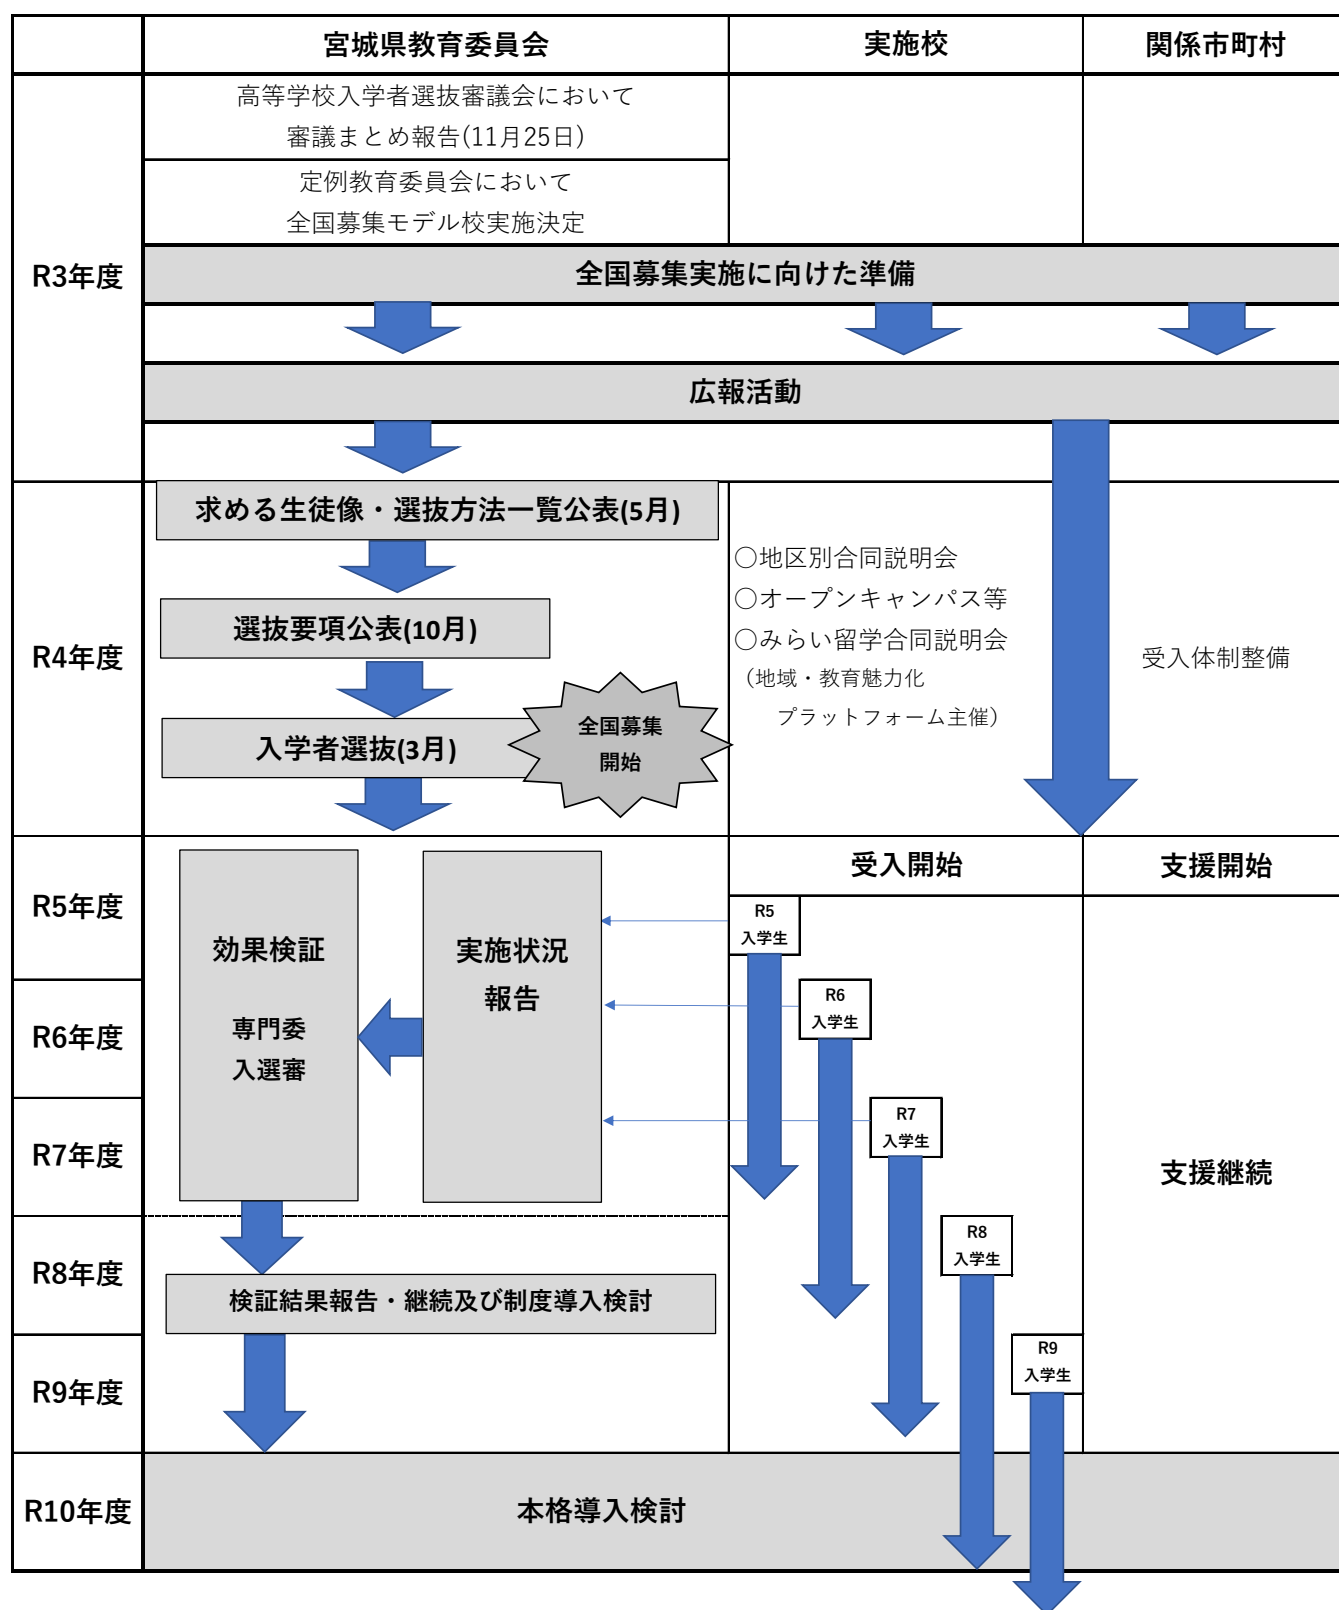 宮城県教育委員会
実施校
関係市町村
R3年度
高等学校入学者選抜審議会において
審議まとめ報告(11月25日)
定例教育委員会において
全国募集モデル校実施決定
全国募集実施に向けた準備
広報活動
R4年度
求める生徒像・選抜方法一覧公表(5月)
選抜要項公表(10月)
入学者選抜(3月)
全国募集
開始
○地区別合同説明会
○オープンキャンパス等
○みらい留学合同説明会
（地域・教育魅力化
プラットフォーム主催）
受入体制整備
R5年度
R6年度
R7年度
効果検証
専門委
入選審
実施状況
報告
受入開始
支援開始
R5
入学生
R6
入学生
R7
入学生
支援継続
R8年度
検証結果報告・継続及び制度導入検討
R8
入学生
R9年度
R9
入学生
R10年度
本格導入検討